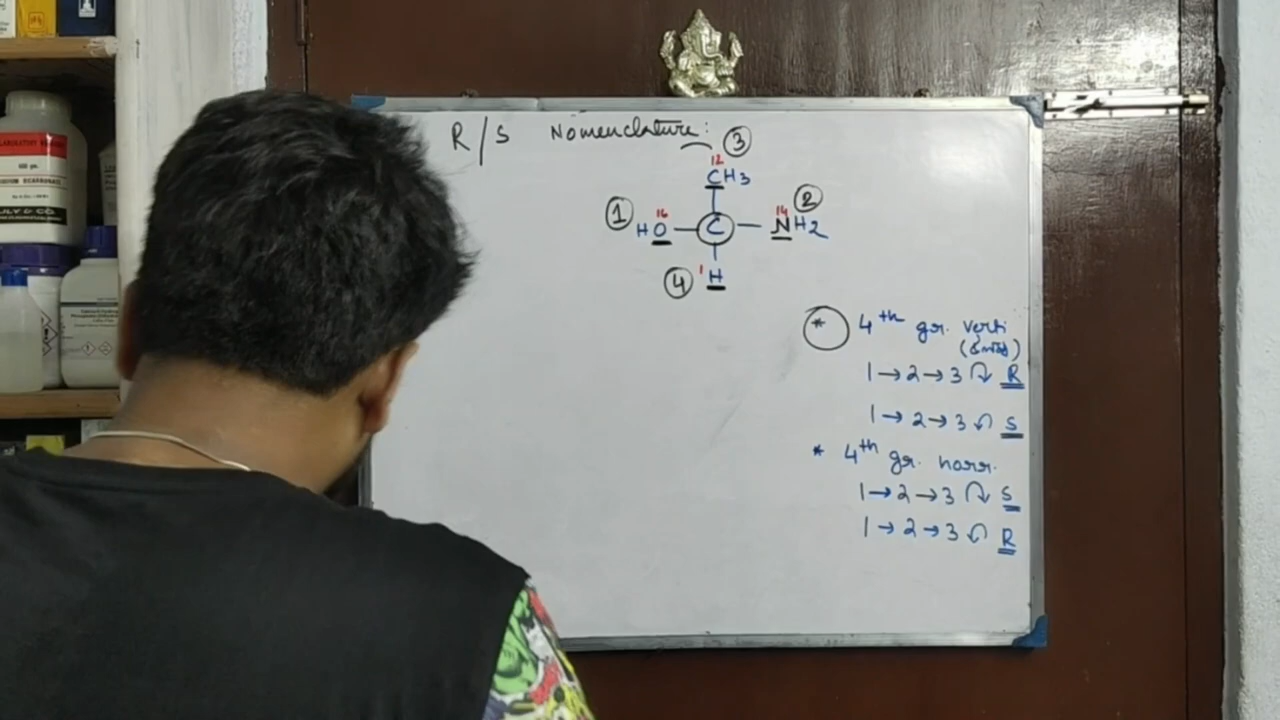 R/S Nomenclature:
③
12
CH3
① 16 14 ②
HO—C—NH2
④ 1 H
* 4th gr. verti
1→2→3 R
1→2→3 S
* 4th gr. horr.
1→2→3 S
1→2→3 R